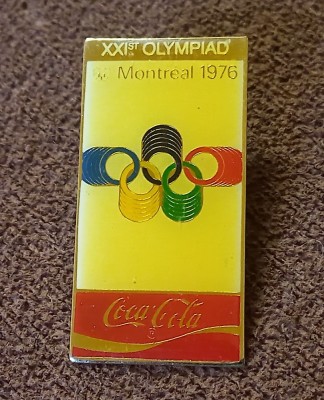 XXIST OLYMPIAD
Montreal 1976
Coca-Cola